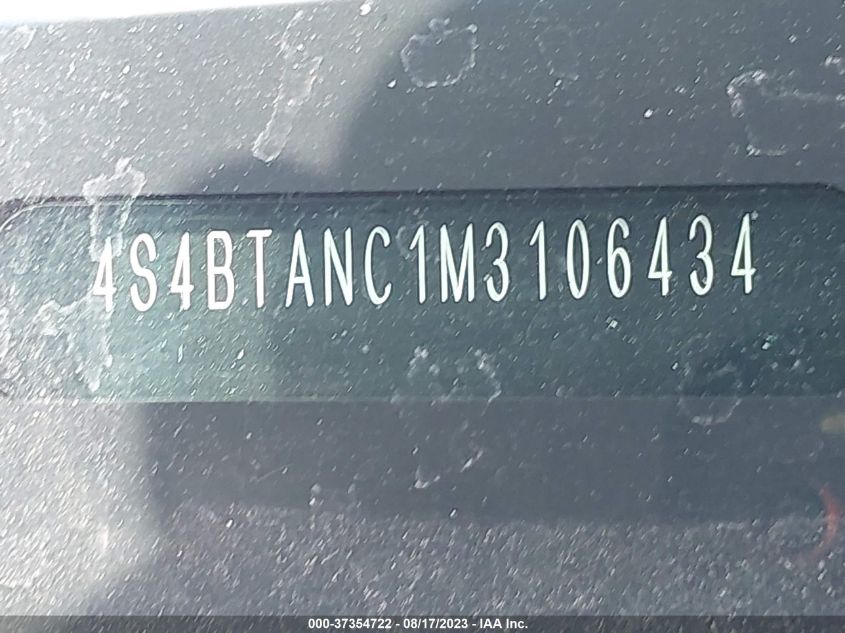 4S4BTANC1M3106434
000-37354722 - 08/17/2023 - IAA Inc.